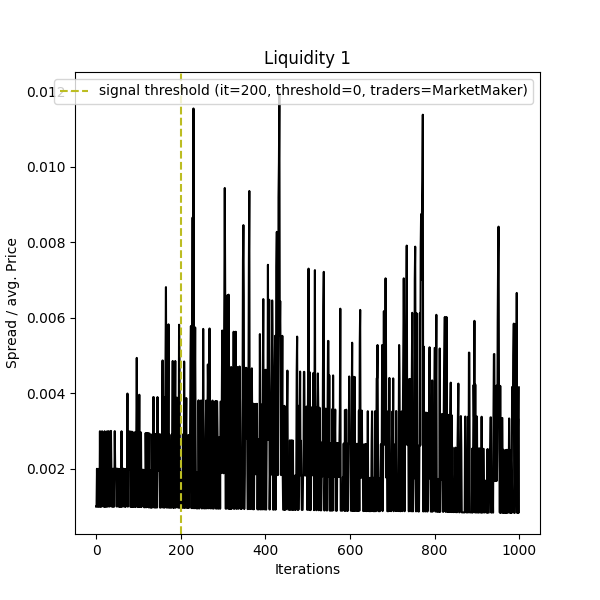 Liquidity 1
signal threshold (it=200, threshold=0, traders=MarketMaker)
0.012
0.010
0.008
0.006
0.004
0.002
Spread / avg. Price
0 200 400 600 800 1000
Iterations